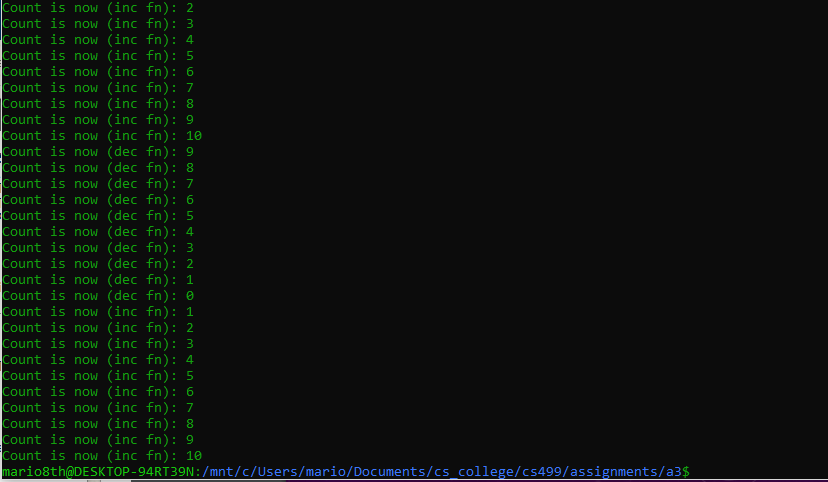 Count is now (inc fn): 2
Count is now (inc fn): 3
Count is now (inc fn): 4
Count is now (inc fn): 5
Count is now (inc fn): 6
Count is now (inc fn): 7
Count is now (inc fn): 8
Count is now (inc fn): 9
Count is now (inc fn): 10
Count is now (dec fn): 9
Count is now (dec fn): 8
Count is now (dec fn): 7
Count is now (dec fn): 6
Count is now (dec fn): 5
Count is now (dec fn): 4
Count is now (dec fn): 3
Count is now (dec fn): 2
Count is now (dec fn): 1
Count is now (dec fn): 0
Count is now (inc fn): 1
Count is now (inc fn): 2
Count is now (inc fn): 3
Count is now (inc fn): 4
Count is now (inc fn): 5
Count is now (inc fn): 6
Count is now (inc fn): 7
Count is now (inc fn): 8
Count is now (inc fn): 9
Count is now (inc fn): 10
mario8th@DESKTOP-94RT39N:/mnt/c/Users/mario/Documents/cs_college/cs499/assignments/a3$